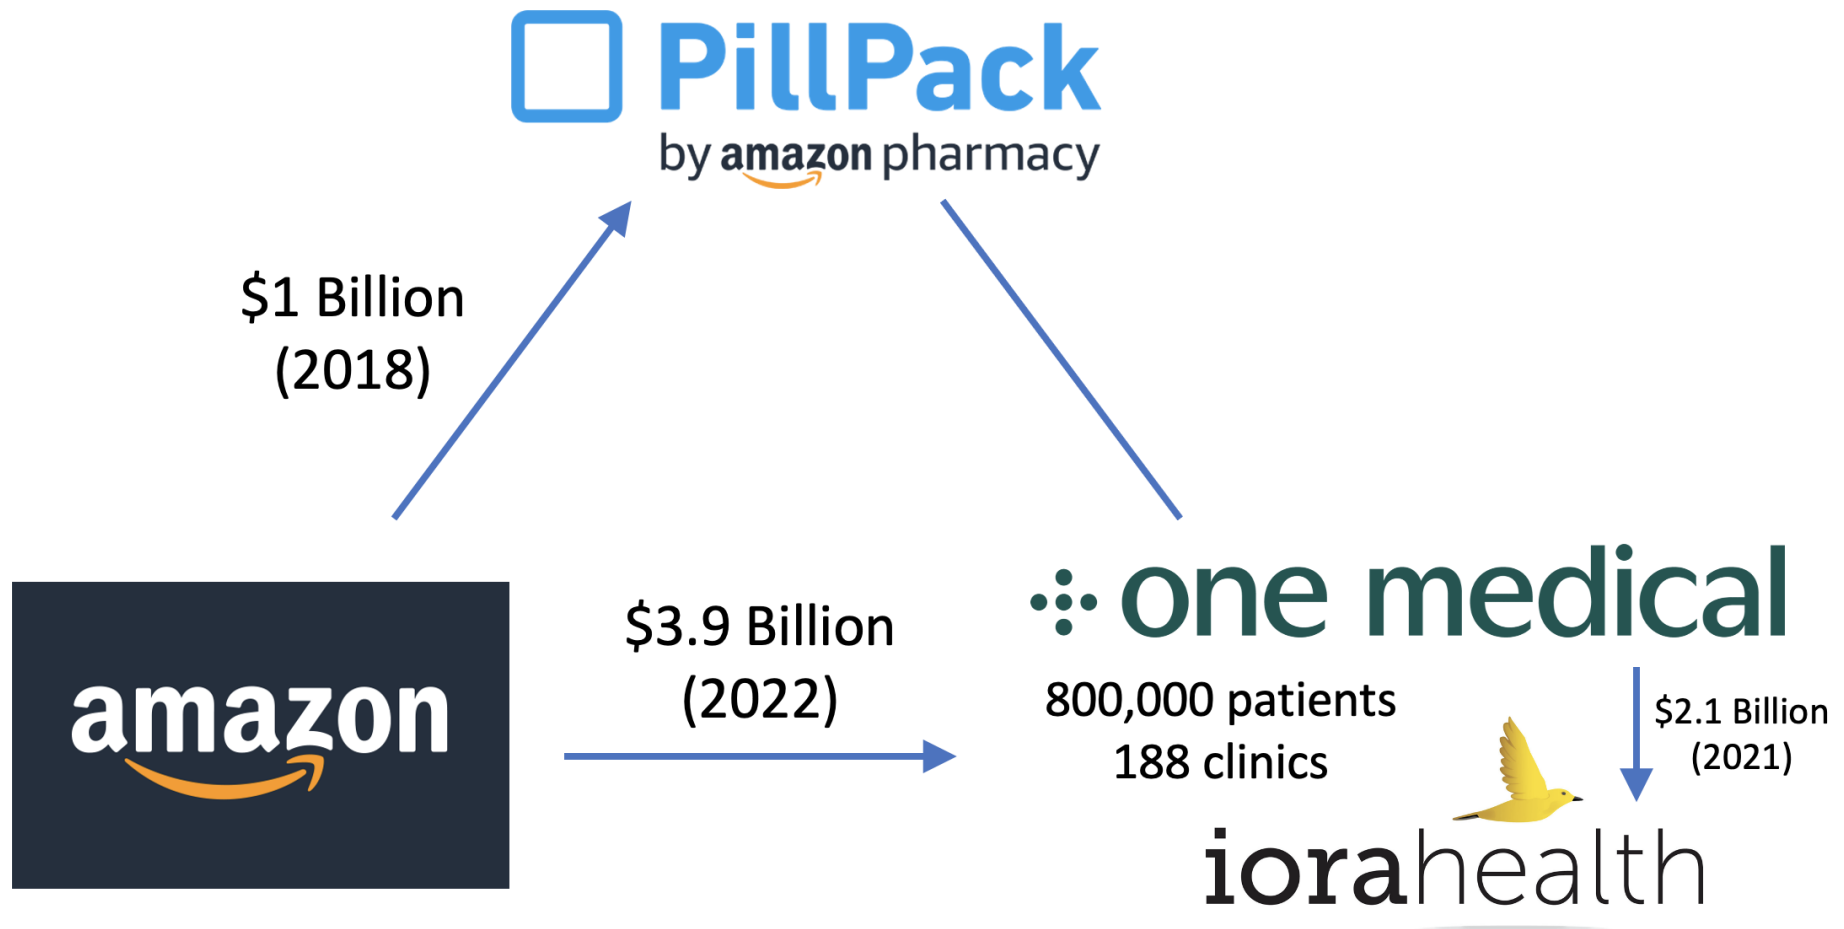 PillPack
by amazon pharmacy
$1 Billion
(2018)
amazon
$3.9 Billion
(2022)
one medical
800,000 patients
188 clinics
$2.1 Billion
(2021)
iorahealth